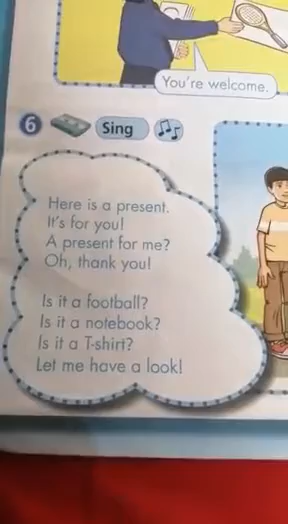 You're welcome.
6 Sing
Here is a present.
It's for you!
A present for me?
Oh, thank you!
Is it a football?
Is it a notebook?
Is it a T-shirt?
Let me have a look!